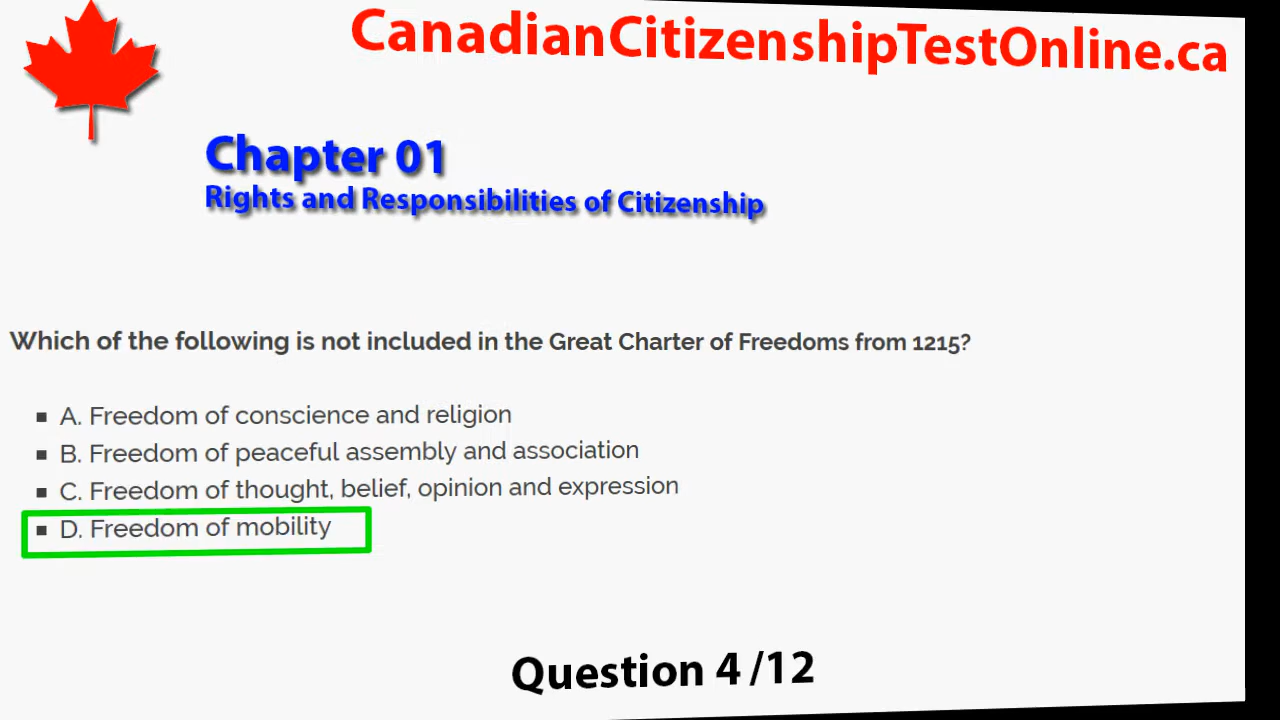 CanadianCitizenshipTestOnline.ca
Chapter 01
Rights and Responsibilities of Citizenship
Which of the following is not included in the Great Charter of Freedoms from 1215?
A. Freedom of conscience and religion
B. Freedom of peaceful assembly and association
C. Freedom of thought, belief, opinion and expression
D. Freedom of mobility
Question 4 /12